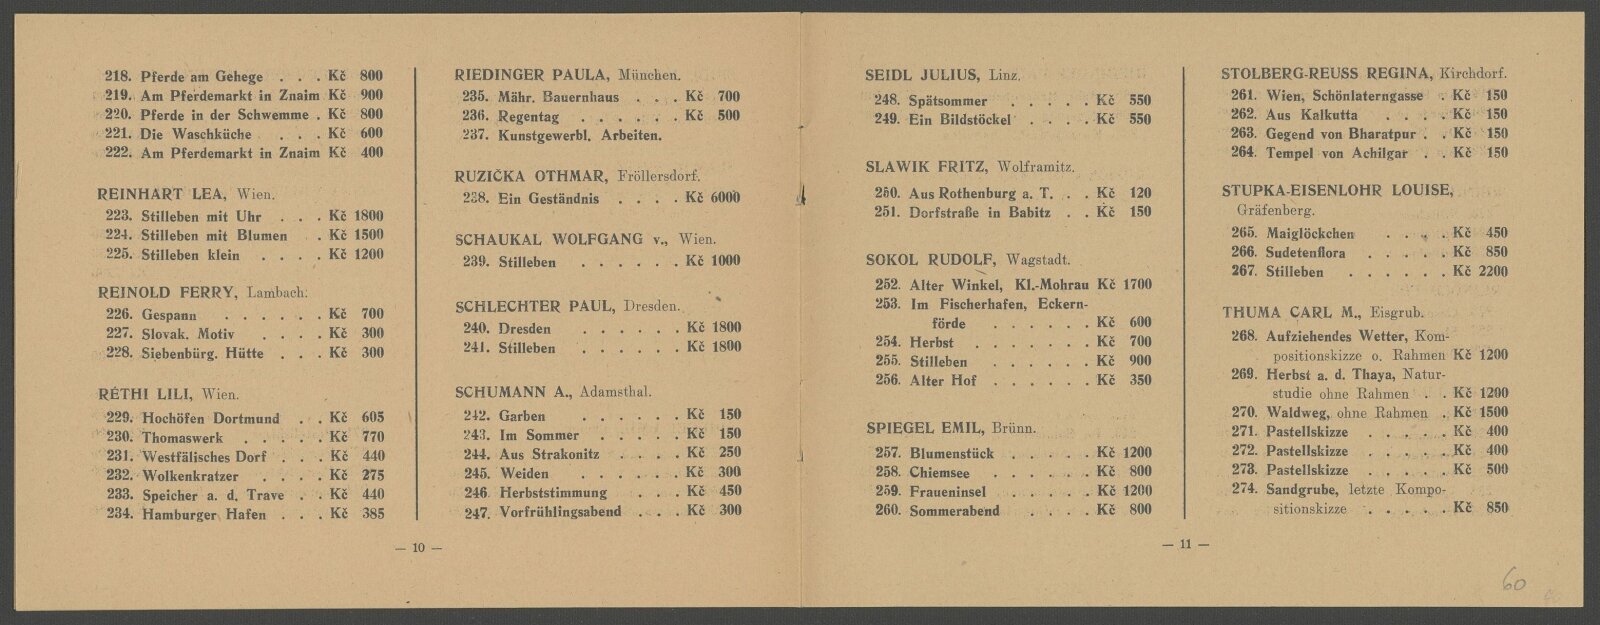 218. Pferde am Gehege . . . Kč 800
219. Am Pferdemarkt in Znaim Kč 900
220. Pferde in der Schwemme . Kč 800
221. Die Waschküche . . . Kč 600
222. Am Pferdemarkt in Znaim Kč 400
REINHART LEA, Wien.
223. Stilleben mit Uhr . . . Kč 1800
224. Stilleben mit Blumen . Kč 1500
225. Stilleben klein . . . . Kč 1200
REINOLD FERRY, Lambach.
226. Gespann . . . . . . Kč 700
227. Slovak. Motiv . . . . Kč 300
228. Siebenbürg. Hütte . . . Kč 300
RÉTHI LILI, Wien.
229. Hochöfen Dortmund . . Kč 605
230. Thomaswerk . . . . . Kč 770
231. Westfälisches Dorf . . . Kč 440
232. Wolkenkratzer . . . . Kč 275
233. Speicher a. d. Trave . . Kč 440
234. Hamburger Hafen . . . Kč 385
— 10 —
RIEDINGER PAULA, München.
235. Mähr. Bauernhaus . . . Kč 700
236. Regentag . . . . . . Kč 500
237. Kunstgewerbl. Arbeiten.
RUZIČKA OTHMAR, Fröllersdorf.
238. Ein Geständnis . . . . Kč 6000
SCHAUKAL WOLFGANG v., Wien.
239. Stilleben . . . . . . Kč 1000
SCHLECHTER PAUL, Dresden.
240. Dresden . . . . . . Kč 1800
241. Stilleben . . . . . . Kč 1800
SCHUMANN A., Adamsthal.
242. Garben . . . . . . Kč 150
243. Im Sommer . . . . . Kč 150
244. Aus Strakonitz . . . . Kč 250
245. Weiden . . . . . . Kč 300
246. Herbststimmung . . . Kč 450
247. Vorfrühlingsabend . . . Kč 300
SEIDL JULIUS, Linz.
248. Spätsommer . . . . . Kč 550
249. Ein Bildstöckel . . . . Kč 550
SLAWIK FRITZ, Wolframitz.
250. Aus Rothenburg a. T. . . Kč 120
251. Dorfstraße in Babitz . . Kč 150
SOKOL RUDOLF, Wagstadt.
252. Alter Winkel, Kl.-Mohrau Kč 1700
253. Im Fischerhafen, Eckern-
förde . . . . . . Kč 600
254. Herbst . . . . . . . Kč 700
255. Stilleben . . . . . . Kč 900
256. Alter Hof . . . . . . Kč 350
SPIEGEL EMIL, Brünn.
257. Blumenstück . . . . . Kč 1200
258. Chiemsee . . . . . . Kč 800
259. Fraueninsel . . . . . Kč 1200
260. Sommerabend . . . . Kč 800
— 11 —
STOLBERG-REUSS REGINA, Kirchdorf.
261. Wien, Schönlaterngasse . Kč 150
262. Aus Kalkutta . . . . Kč 150
263. Gegend von Bharatpur . . Kč 150
264. Tempel von Achilgar . . Kč 150
STUPKA-EISENLOHR LOUISE,
Gräfenberg.
265. Maiglöckchen . . . . Kč 450
266. Sudetenflora . . . . . Kč 850
267. Stilleben . . . . . . Kč 2200
THUMA CARL M., Eisgrub.
268. Aufziehendes Wetter, Kom-
positionskizze o. Rahmen Kč 1200
269. Herbst a. d. Thaya, Natur-
studie ohne Rahmen . . Kč 1200
270. Waldweg, ohne Rahmen . Kč 1500
271. Pastellskizze . . . . . Kč 400
272. Pastellskizze . . . . . Kč 400
273. Pastellskizze . . . . . Kč 500
274. Sandgrube, letzte Kompo-
sitionskizze . . . . . Kč 850
60